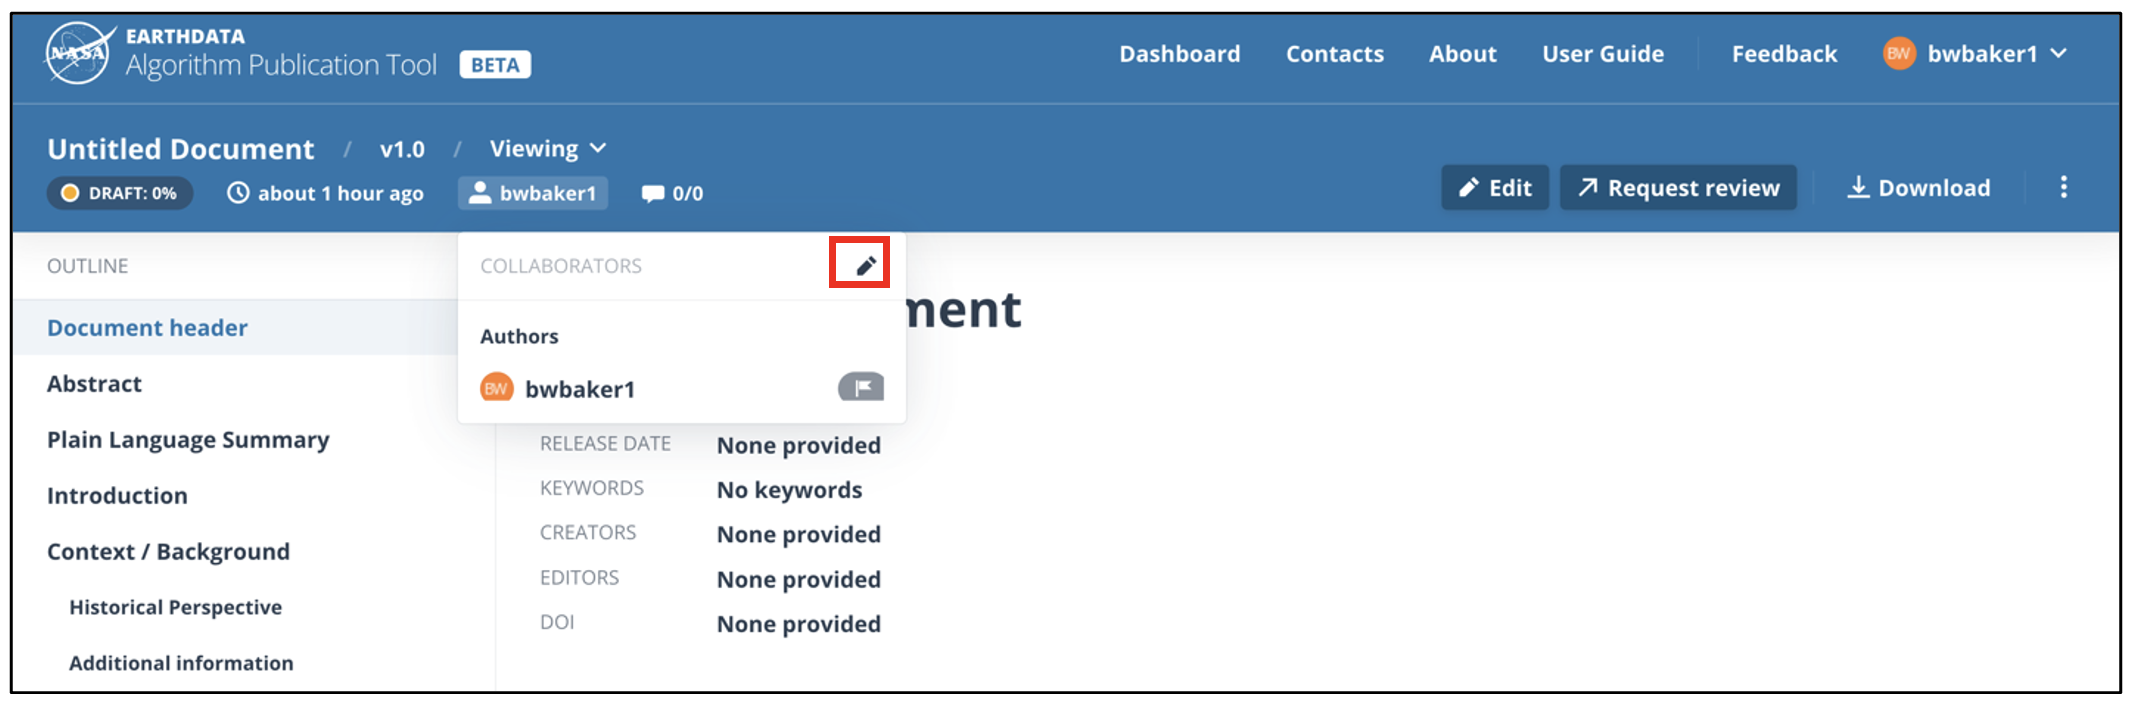 NASA
EARTHDATA
Algorithm Publication Tool BETA
Dashboard Contacts About User Guide Feedback BW bwbaker1
Untitled Document / v1.0 / Viewing
DRAFT: 0% about 1 hour ago bwbaker1 0/0
Edit Request review Download
OUTLINE
Document header
Abstract
Plain Language Summary
Introduction
Context / Background
Historical Perspective
Additional information
COLLABORATORS
Authors
BW bwbaker1
ment
RELEASE DATE None provided
KEYWORDS No keywords
CREATORS None provided
EDITORS None provided
DOI None provided